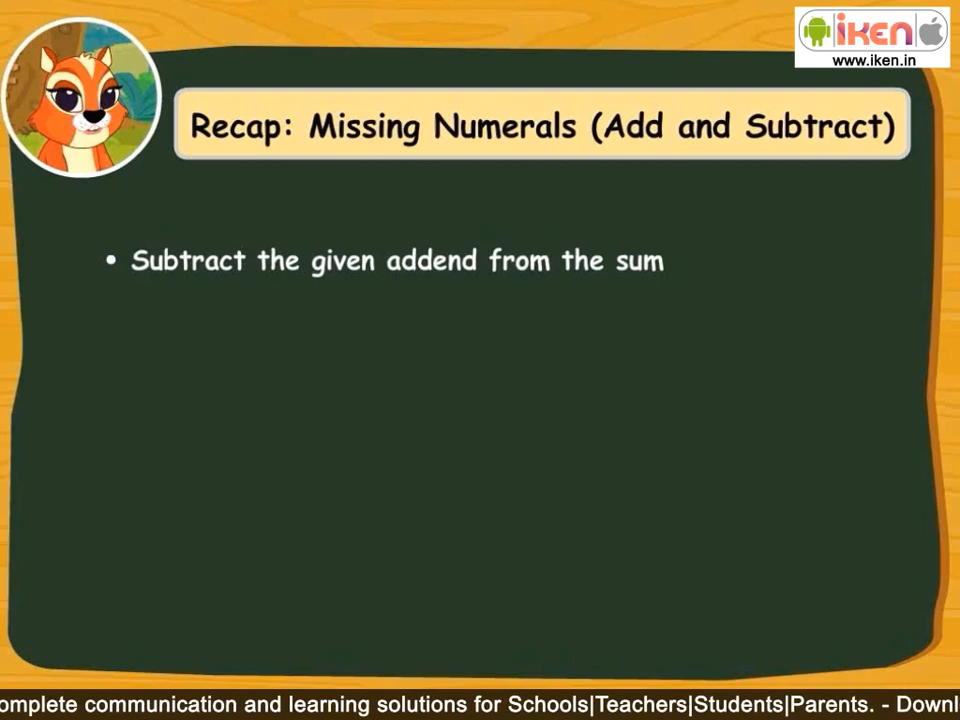 iken
www.iken.in
Recap: Missing Numerals (Add and Subtract)
• Subtract the given addend from the sum
omplete communication and learning solutions for Schools|Teachers|Students|Parents. - Downl